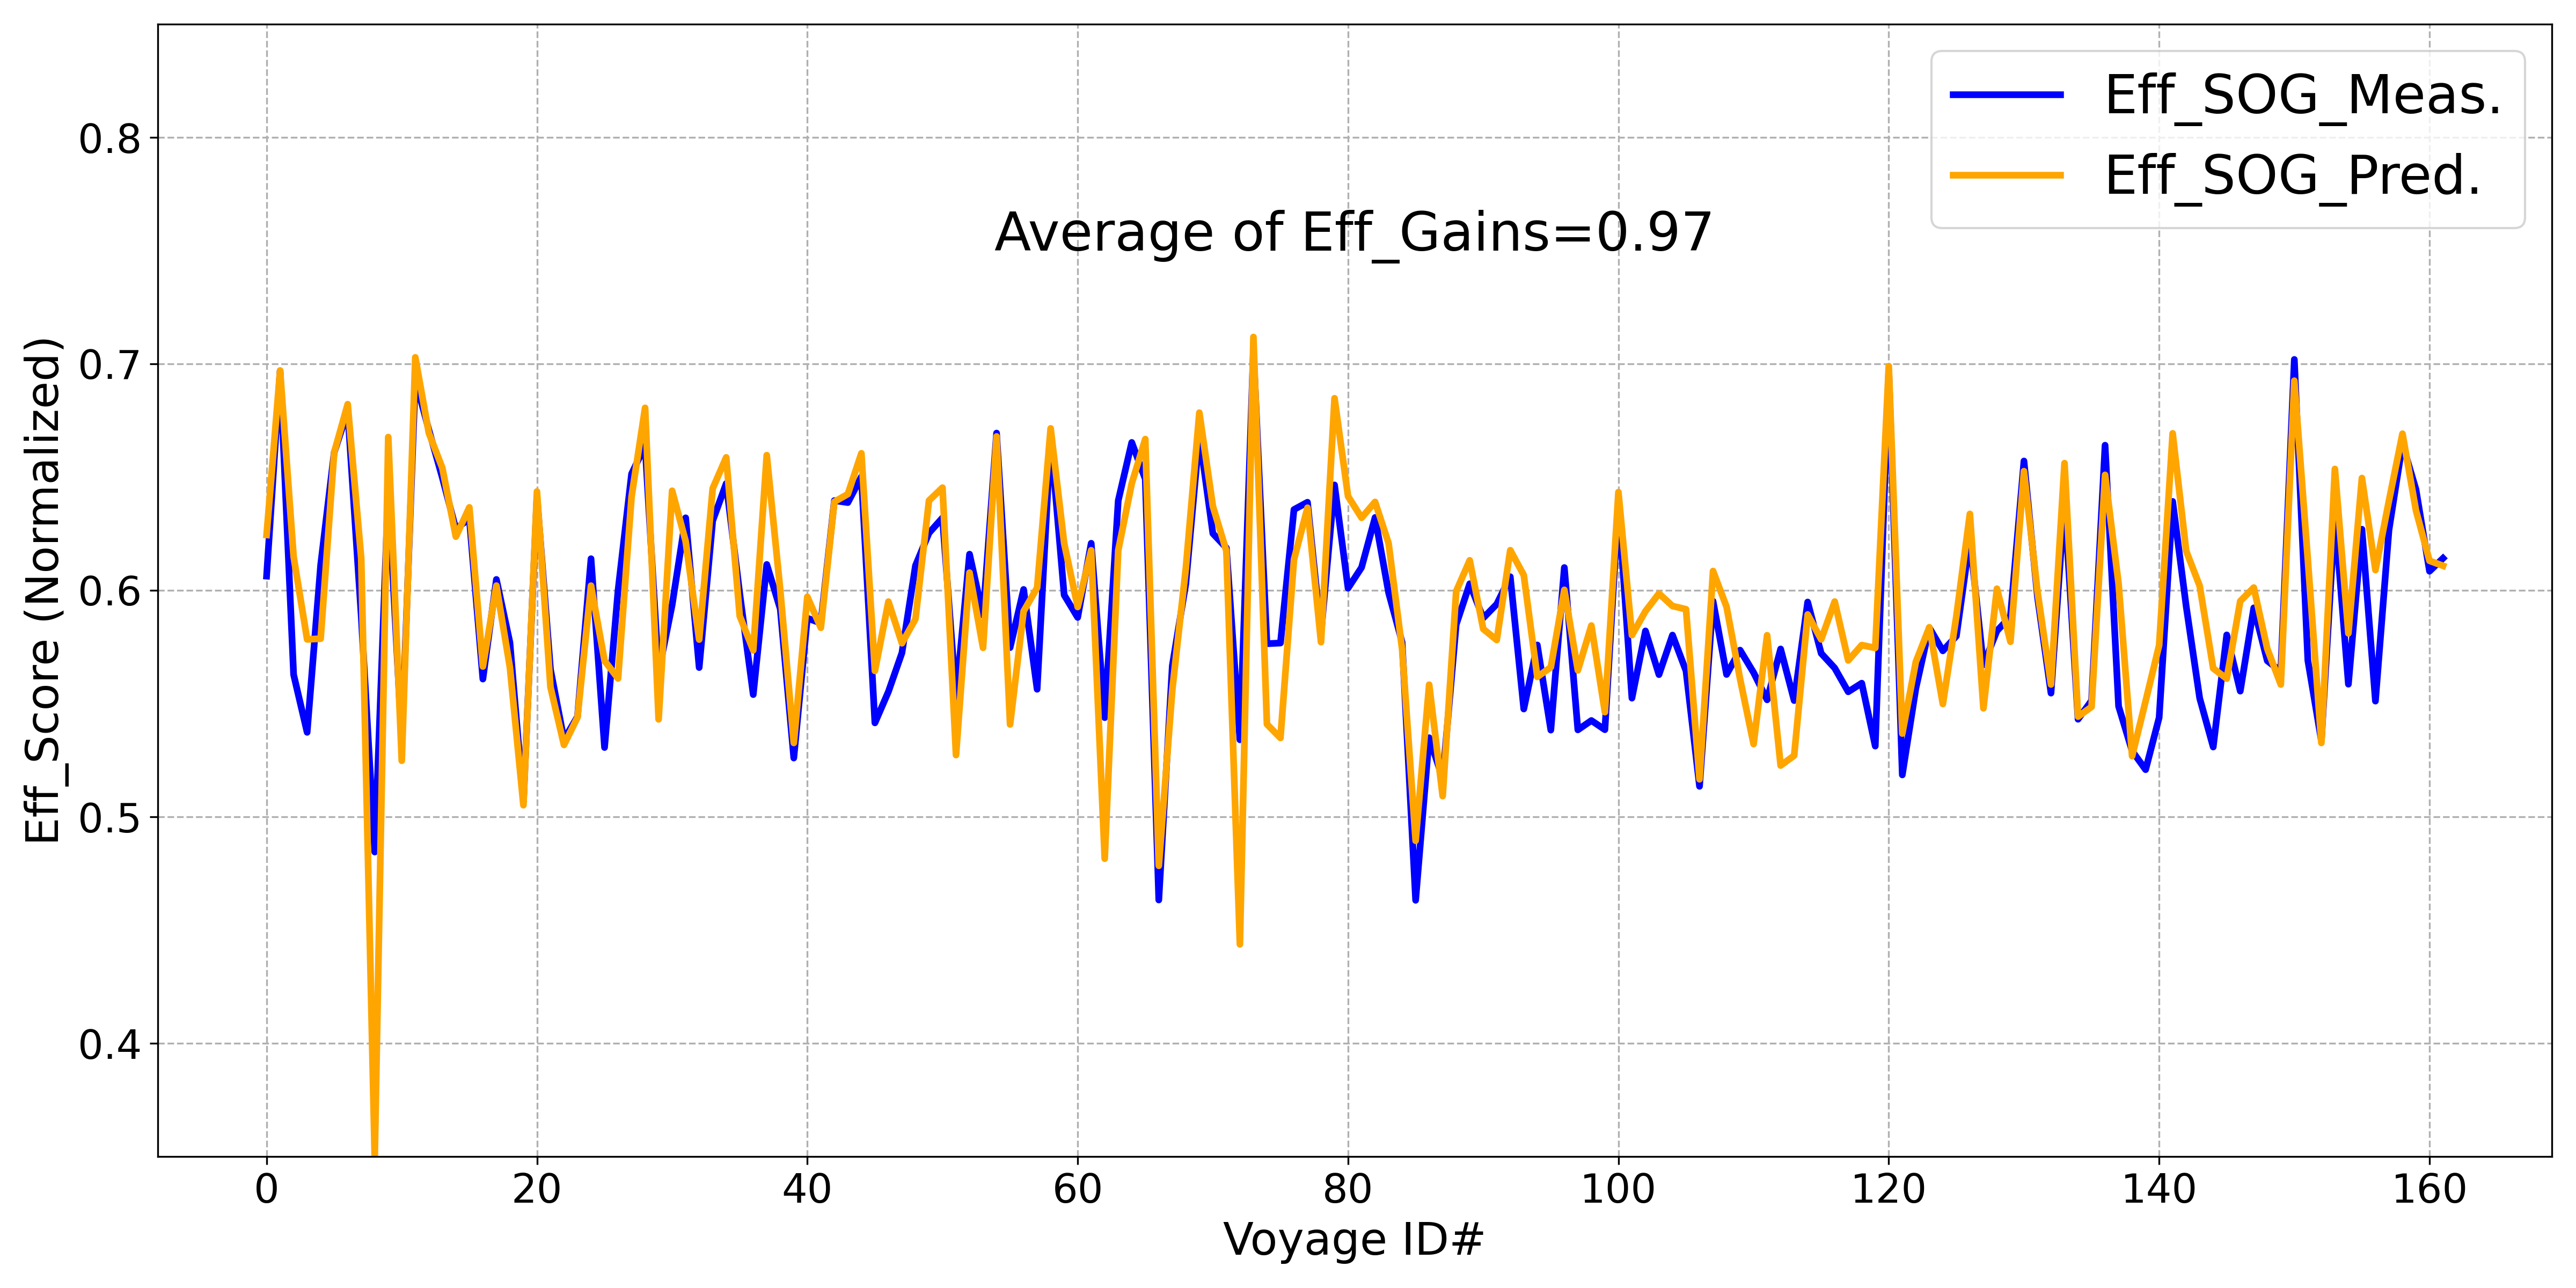 Eff_SOG_Meas.
Eff_SOG_Pred.
Average of Eff_Gains=0.97
Eff_Score (Normalized)
0.8
0.7
0.6
0.5
0.4
0 20 40 60 80 100 120 140 160
Voyage ID#